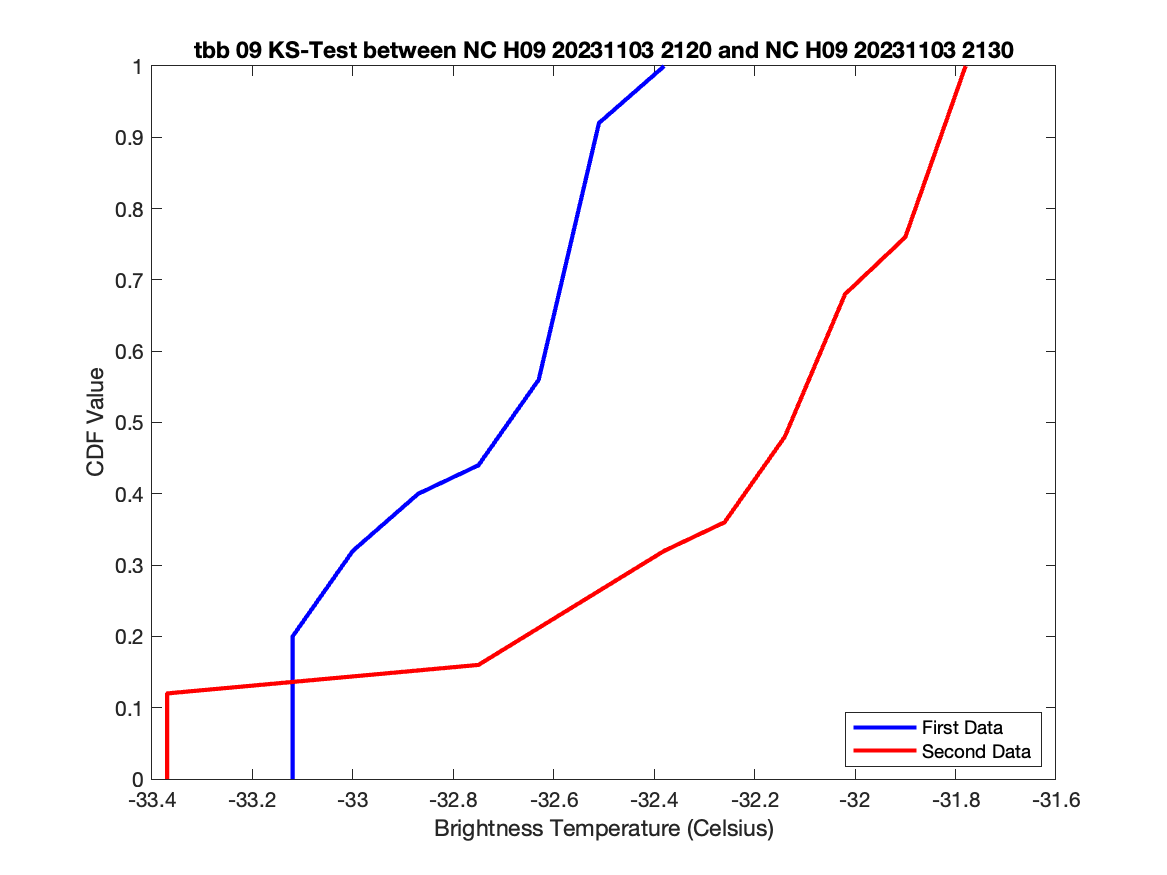 tbb 09 KS-Test between NC H09 20231103 2120 and NC H09 20231103 2130
1
0.9
0.8
0.7
0.6
0.5
0.4
0.3
0.2
0.1
0
CDF Value
First Data
Second Data
-33.4 -33.2 -33 -32.8 -32.6 -32.4 -32.2 -32 -31.8 -31.6
Brightness Temperature (Celsius)